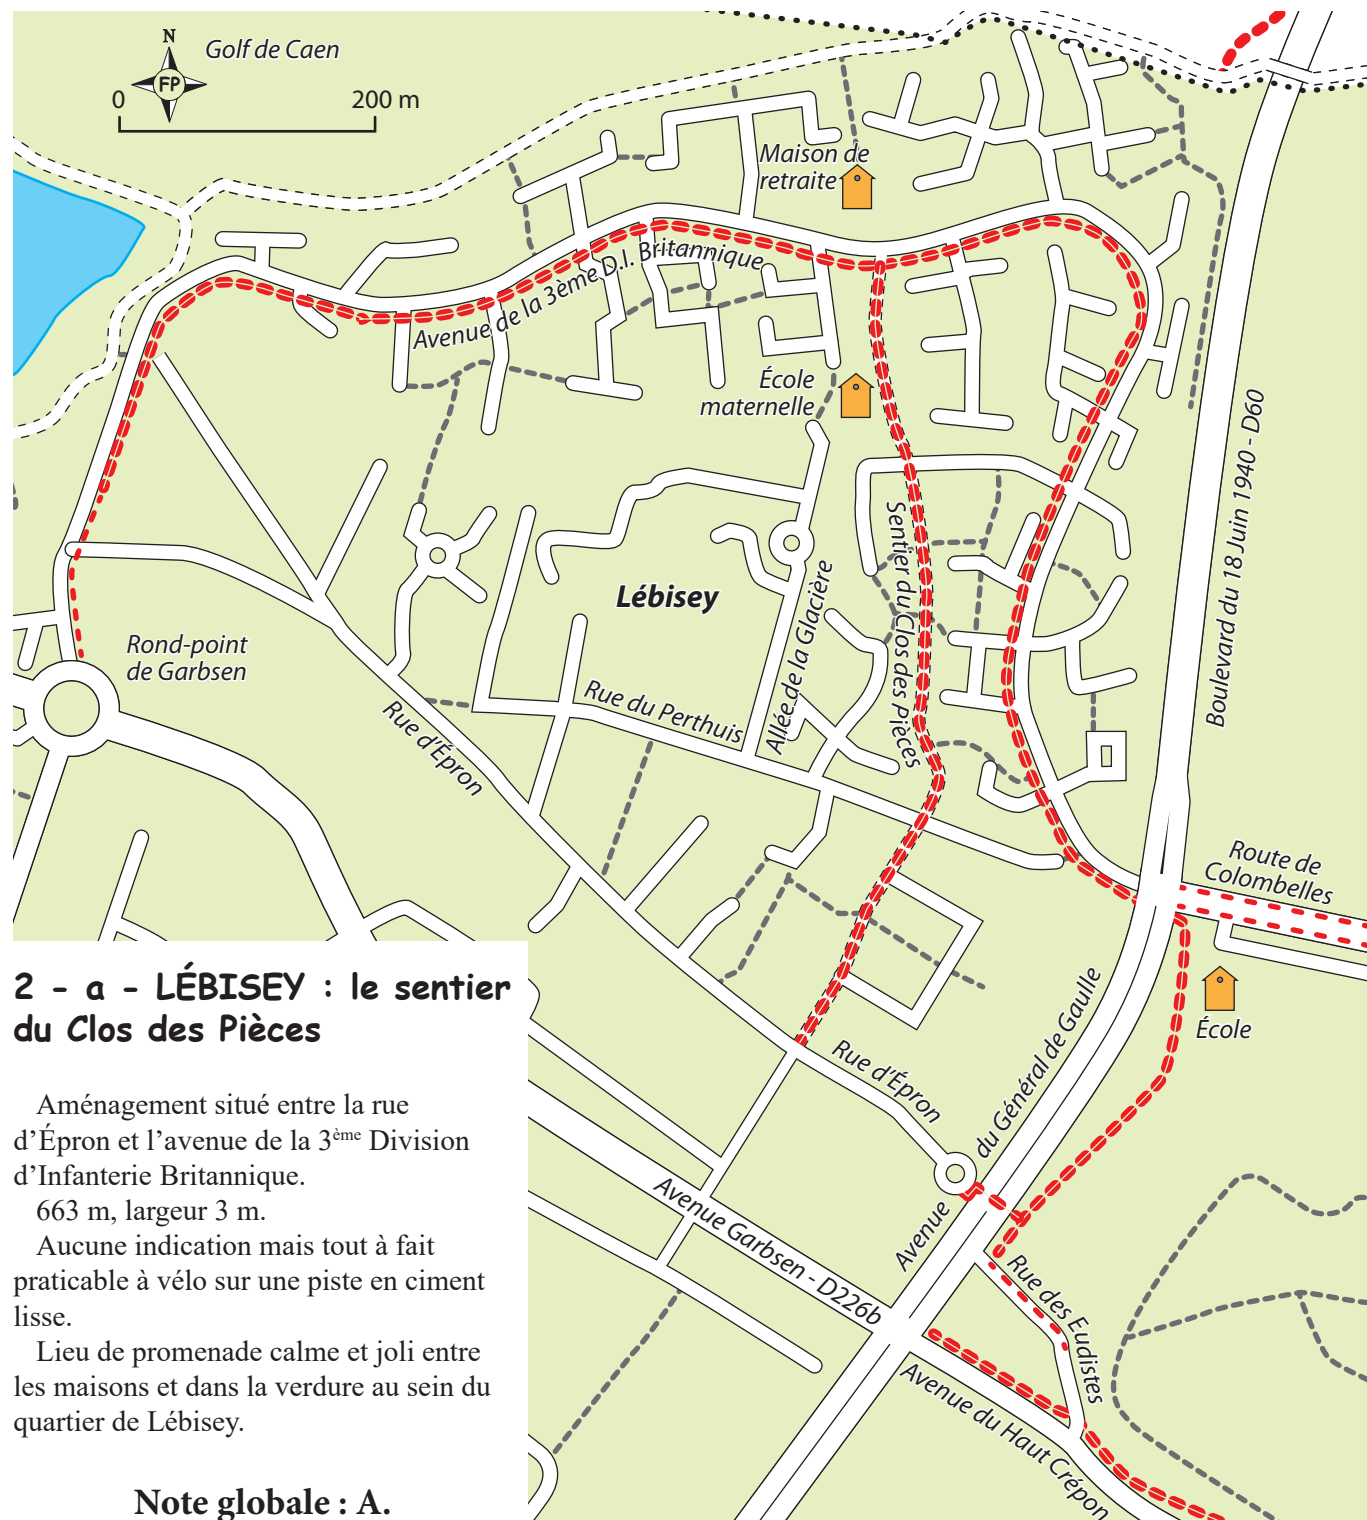 N
Golf de Caen
FP
0
200 m
Maison de
retraite
Avenue de la 3ème D.I. Britannique
École
maternelle
Boulevard du 18 Juin 1940 - D60
Sentier du Clos des Pièces
Lébisey
Allée de la Glacière
Rond-point
de Garbsen
Rue du Perthuis
Rue d'Épron
Route de
Colombelles
École
Rue d'Épron
Avenue
du Général de Gaulle
Avenue Garbsen - D226b
Rue des Eudistes
Avenue du Haut Crépon
2 - a - LÉBISEY : le sentier
du Clos des Pièces
Aménagement situé entre la rue
d’Épron et l’avenue de la 3ème Division
d’Infanterie Britannique.
663 m, largeur 3 m.
Aucune indication mais tout à fait
praticable à vélo sur une piste en ciment
lisse.
Lieu de promenade calme et joli entre
les maisons et dans la verdure au sein du
quartier de Lébisey.
Note globale : A.